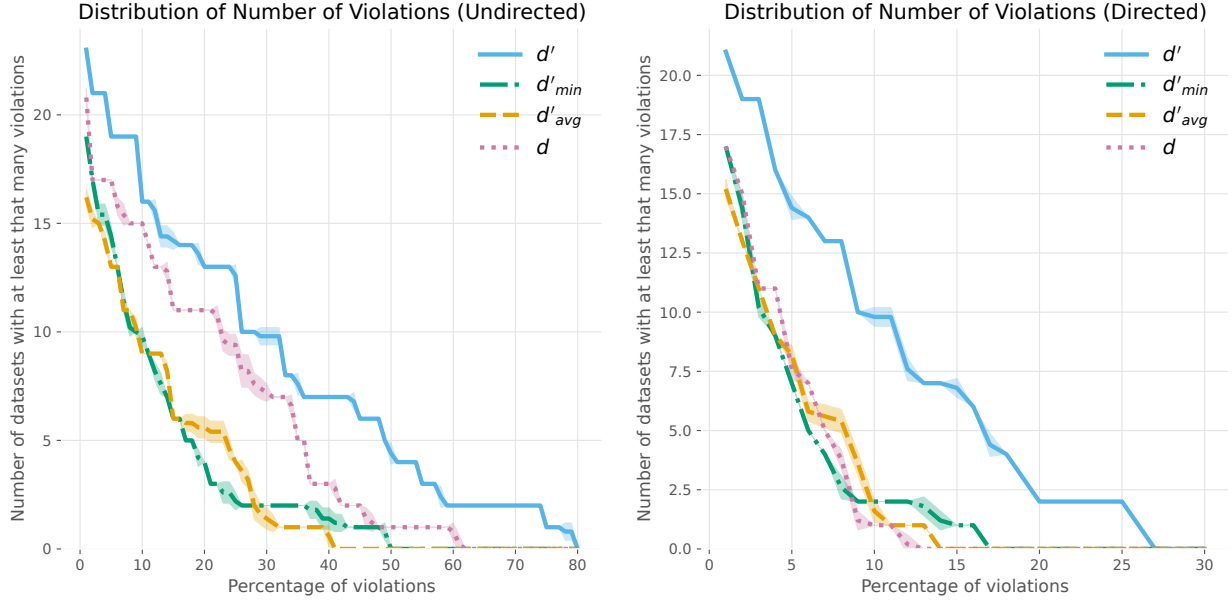 Distribution of Number of Violations (Undirected)
Number of datasets with at least that many violations
20
15
10
5
0
d′
d′min
d′avg
d
0 10 20 30 40 50 60 70 80
Percentage of violations
Distribution of Number of Violations (Directed)
Number of datasets with at least that many violations
20.0
17.5
15.0
12.5
10.0
7.5
5.0
2.5
0.0
d′
d′min
d′avg
d
0 5 10 15 20 25 30
Percentage of violations